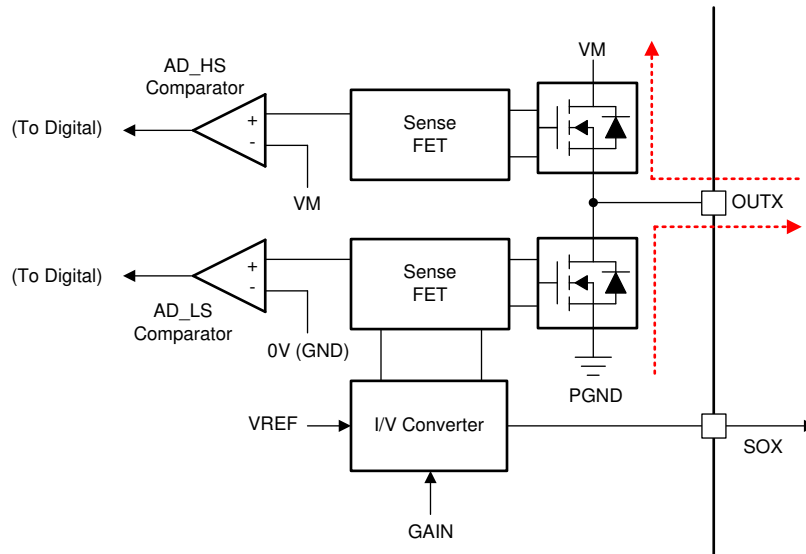 AD_HS
Comparator
(To Digital)
+
-
VM
Sense
FET
VM
OUTX
(To Digital)
+
-
AD_LS
Comparator
0V (GND)
Sense
FET
PGND
VREF
I/V Converter
SOX
GAIN